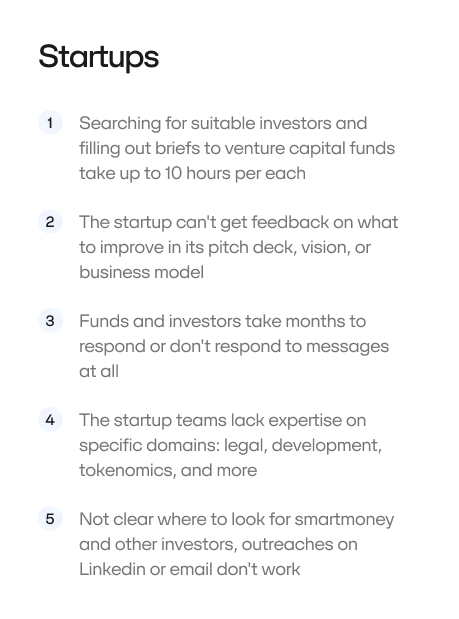 Startups
1 Searching for suitable investors and
filling out briefs to venture capital funds
take up to 10 hours per each
2 The startup can't get feedback on what
to improve in its pitch deck, vision, or
business model
3 Funds and investors take months to
respond or don't respond to messages
at all
4 The startup teams lack expertise on
specific domains: legal, development,
tokenomics, and more
5 Not clear where to look for smartmoney
and other investors, outreaches on
Linkedin or email don't work